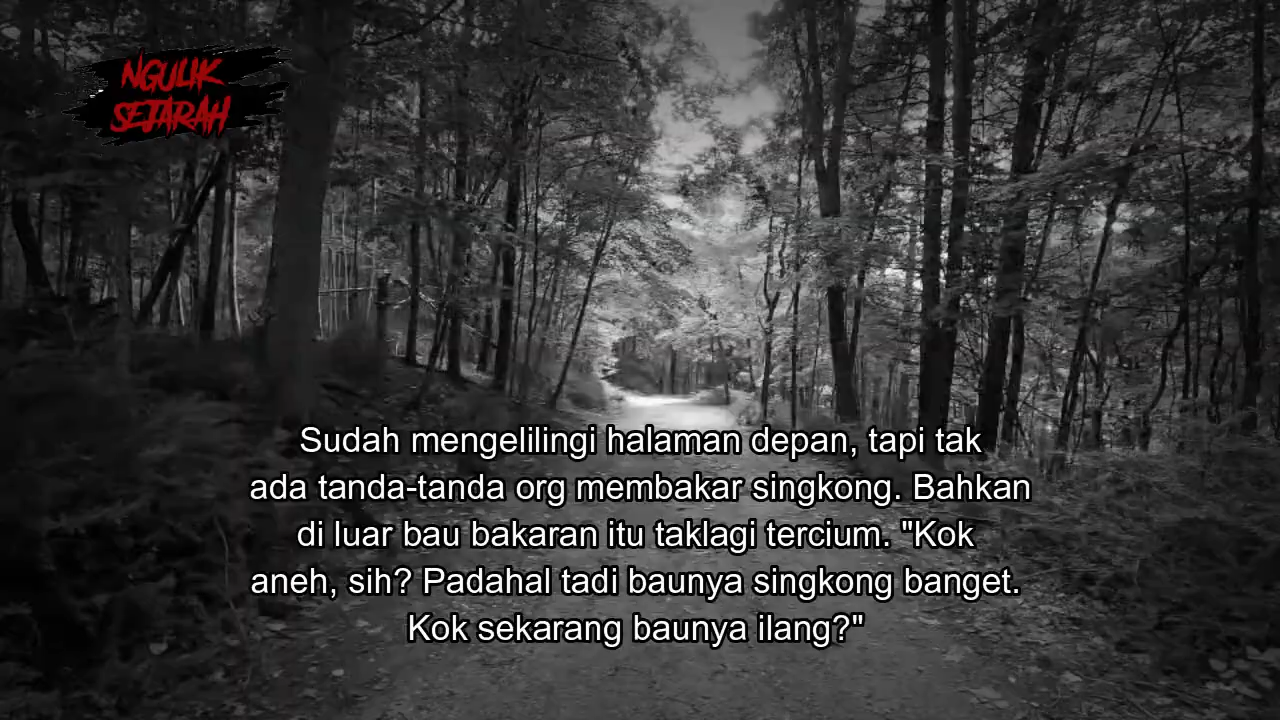 NGULIK
SEJARAH
Sudah mengelilingi halaman depan, tapi tak
ada tanda-tanda org membakar singkong. Bahkan
di luar bau bakaran itu taklagi tercium. "Kok
aneh, sih? Padahal tadi baunya singkong banget.
Kok sekarang baunya ilang?"